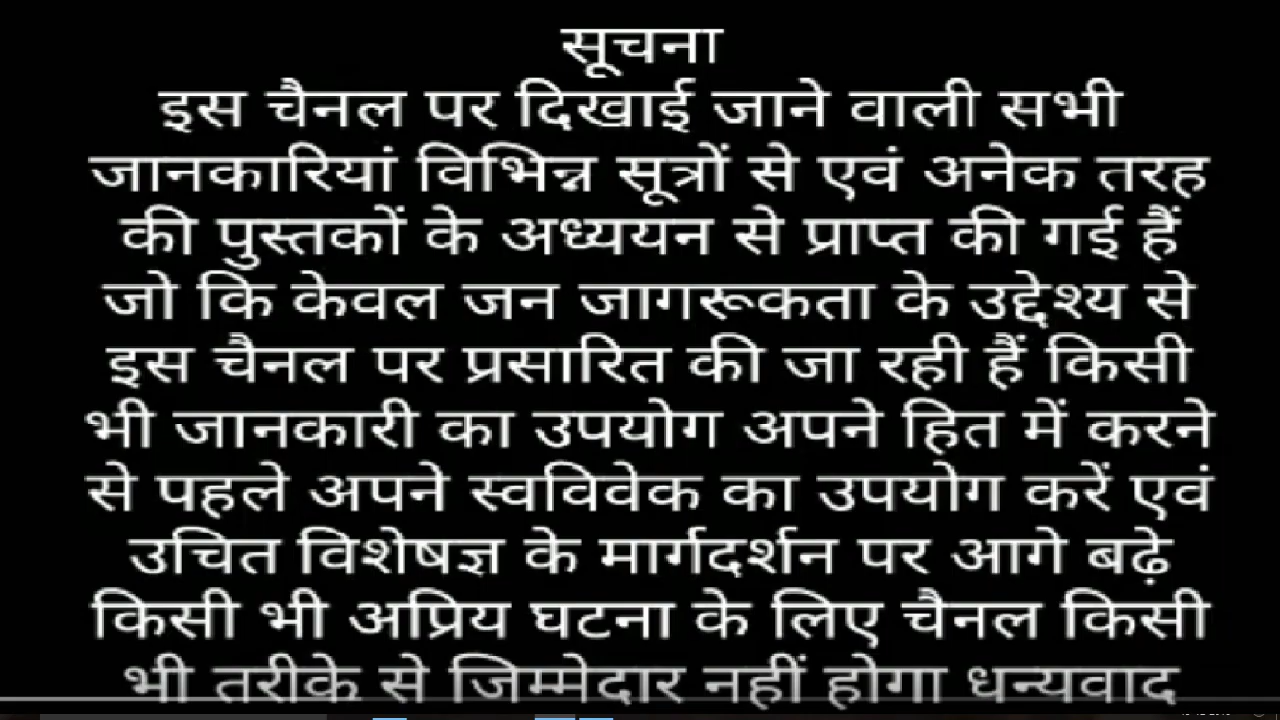 सूचना
इस चैनल पर दिखाई जाने वाली सभी
जानकारियां विभिन्न सूत्रों से एवं अनेक तरह
की पुस्तकों के अध्ययन से प्राप्त की गई हैं
जो कि केवल जन जागरूकता के उद्देश्य से
इस चैनल पर प्रसारित की जा रही हैं किसी
भी जानकारी का उपयोग अपने हित में करने
से पहले अपने स्वविवेक का उपयोग करें एवं
उचित विशेषज्ञ के मार्गदर्शन पर आगे बढ़े
किसी भी अप्रिय घटना के लिए चैनल किसी
भी तरीके से जिम्मेदार नहीं होगा धन्यवाद